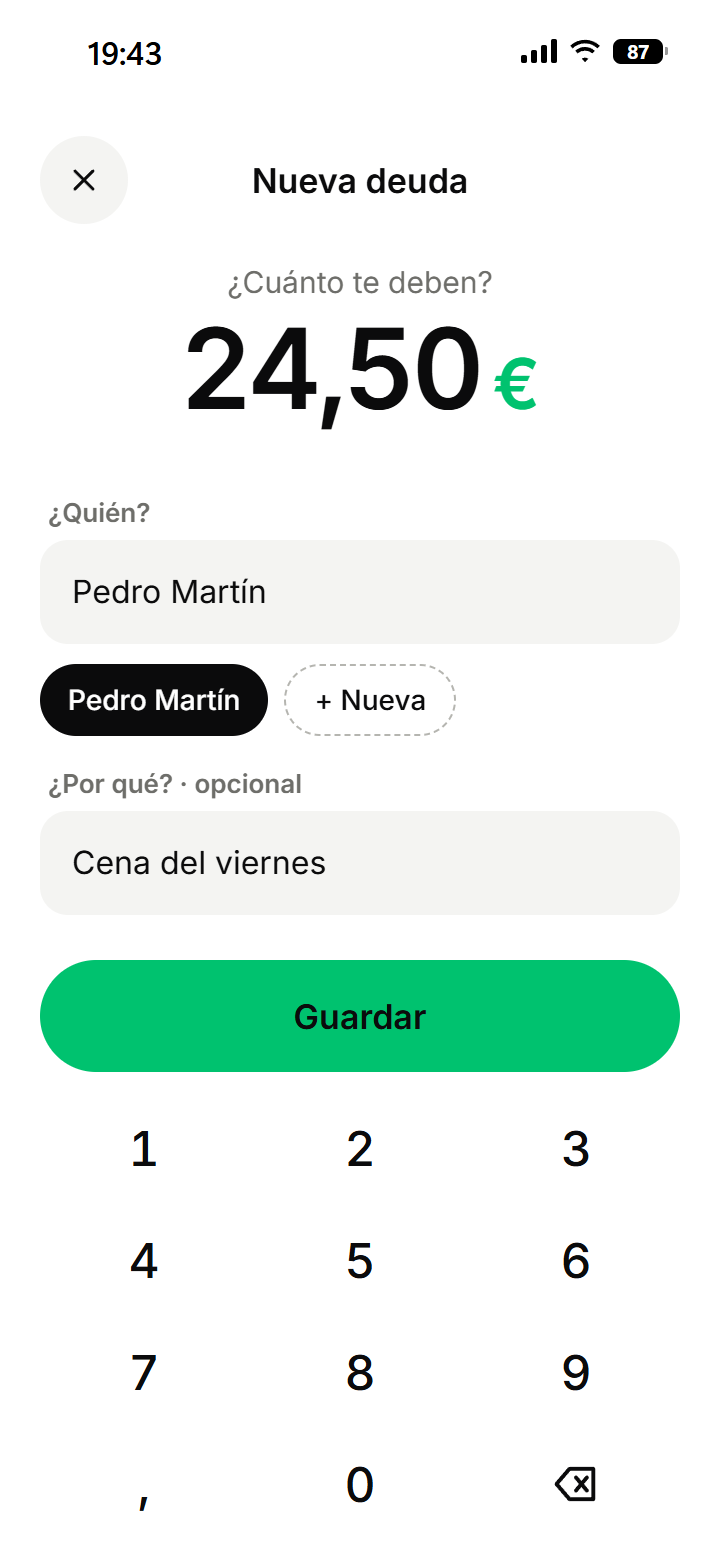 19:43
87
Nueva deuda
¿Cuánto te deben?
24,50 €
¿Quién?
Pedro Martín
Pedro Martín
+ Nueva
¿Por qué? · opcional
Cena del viernes
Guardar
1 2 3
4 5 6
7 8 9
, 0